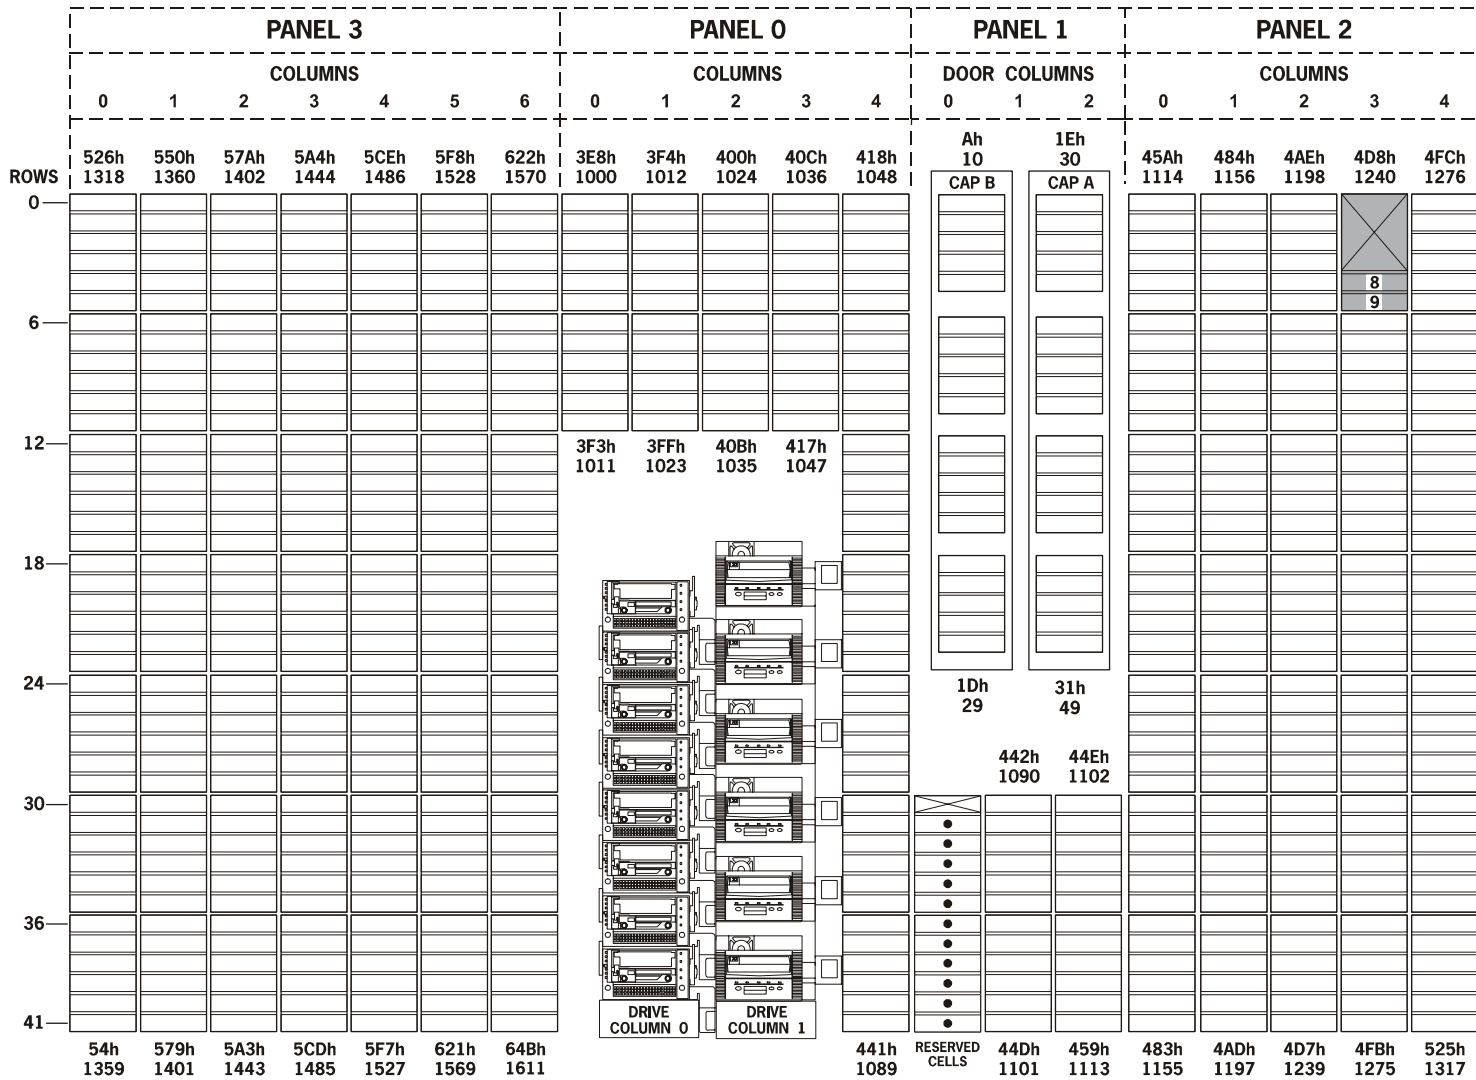 PANEL 3 PANEL 0 PANEL 1 PANEL 2
COLUMNS COLUMNS DOOR COLUMNS COLUMNS
0 1 2 3 4 5 6 0 1 2 3 4 0 1 2 0 1 2 3 4
Ah 1Eh
10 30
526h 550h 57Ah 5A4h 5CEh 5F8h 622h 3E8h 3F4h 400h 40Ch 418h 45Ah 484h 4AEh 4D8h 4FCh
ROWS 1318 1360 1402 1444 1486 1528 1570 1000 1012 1024 1036 1048 1114 1156 1198 1240 1276
CAP B CAP A
0
8
9
6
12
3F3h 3FFh 40Bh 417h
1011 1023 1035 1047
18
24
1Dh 31h
29 49
442h 44Eh
1090 1102
30
36
41
DRIVE COLUMN 0
DRIVE COLUMN 1
54h 579h 5A3h 5CDh 5F7h 621h 64Bh 441h RESERVED 44Dh 459h 483h 4ADh 4D7h 4FBh 525h
1359 1401 1443 1485 1527 1569 1611 1089 CELLS 1101 1113 1155 1197 1239 1275 1317